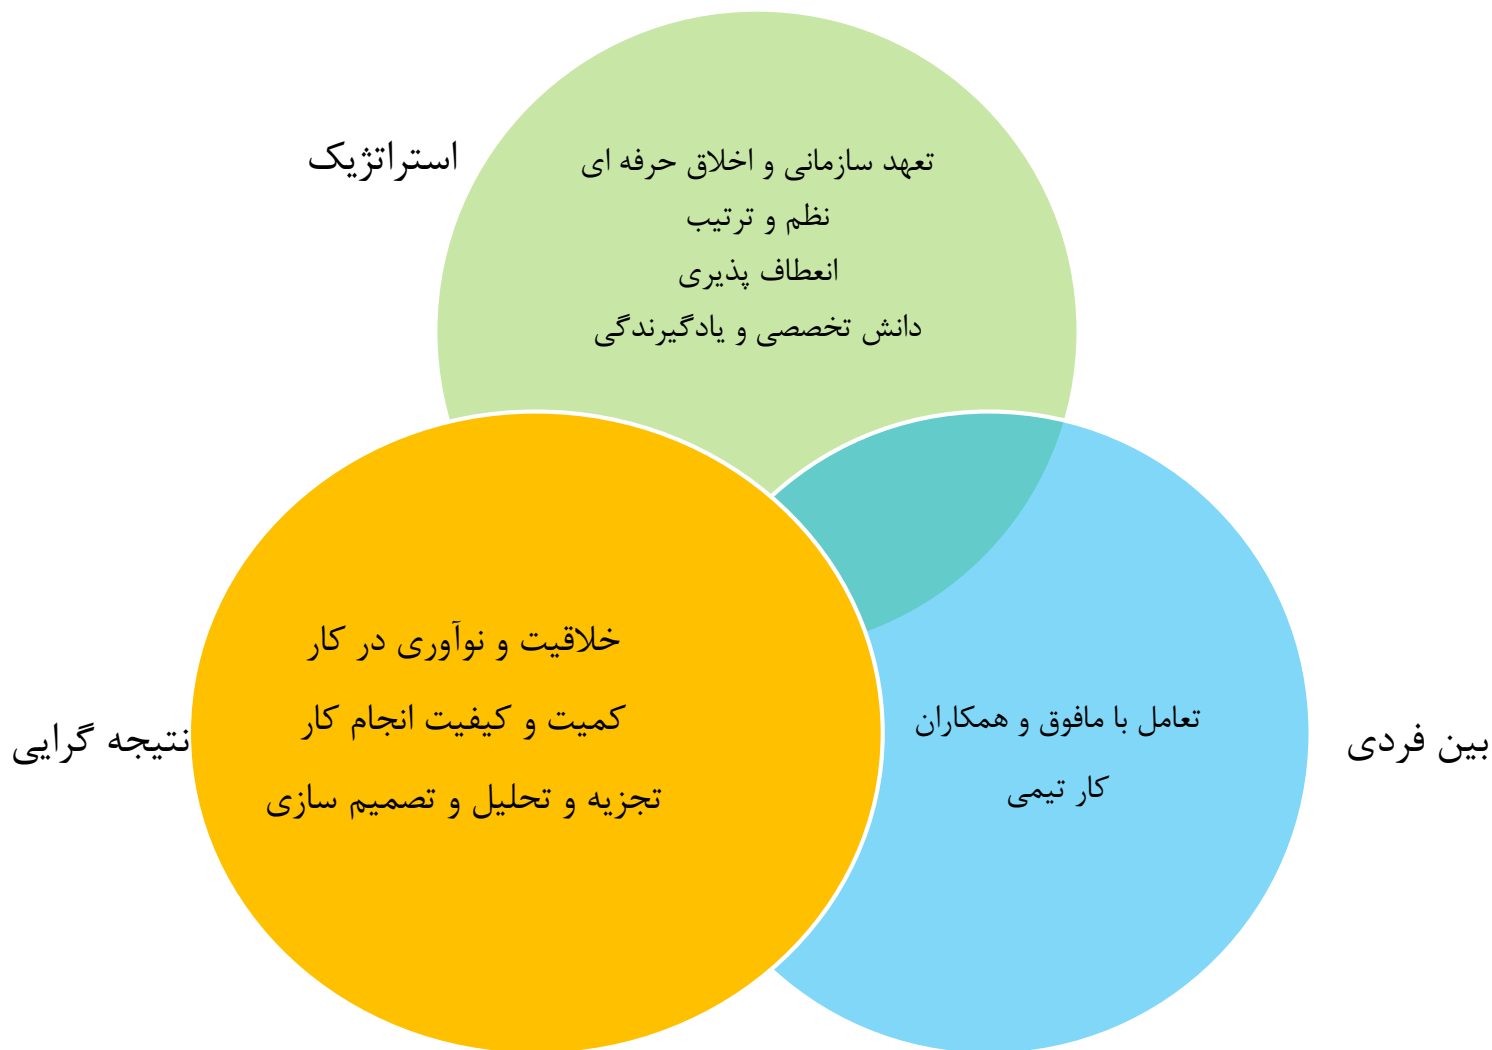 استراتژیک
تعهد سازمانی و اخلاق حرفه ای
نظم و ترتیب
انعطاف پذیری
دانش تخصصی و یادگیرندگی
بین فردی
تعامل با مافوق و همکاران
کار تیمی
نتیجه گرایی
خلاقیت و نوآوری در کار
کمیت و کیفیت انجام کار
تجزیه و تحلیل و تصمیم سازی